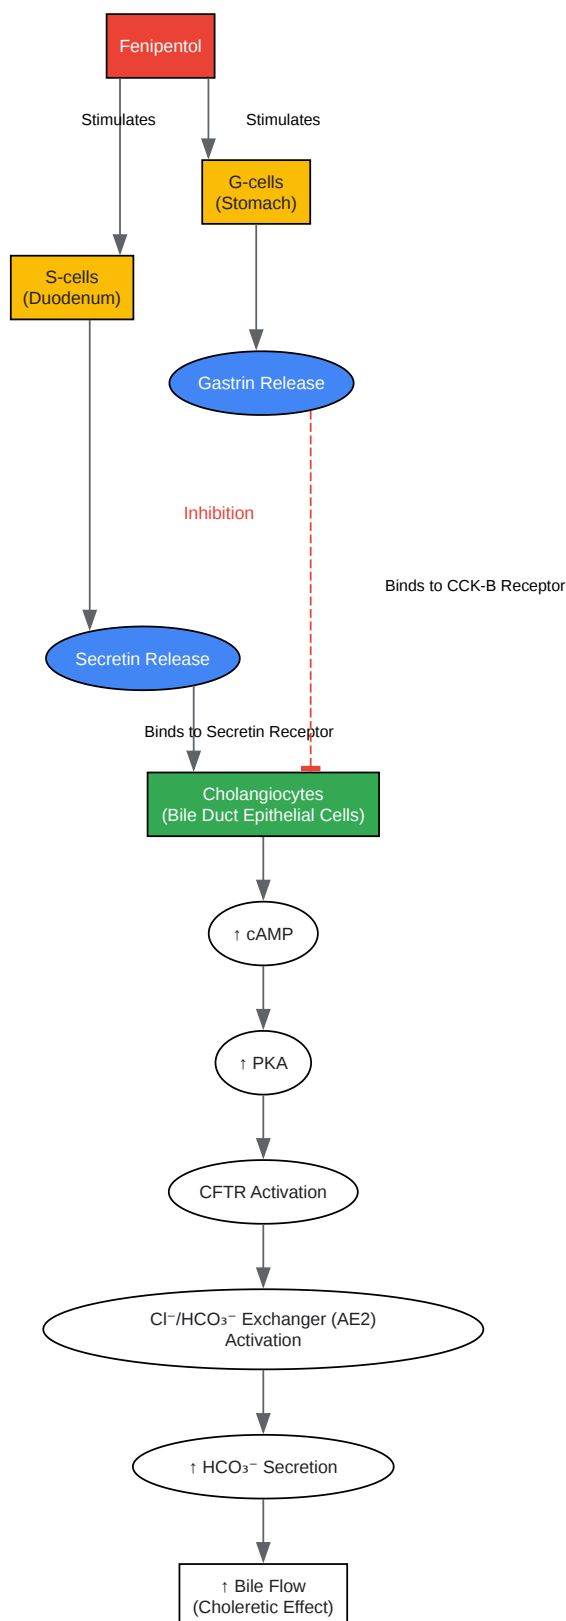 Fenipentol
Stimulates
Stimulates
G-cells
(Stomach)
S-cells
(Duodenum)
Gastrin Release
Inhibition
Binds to CCK-B Receptor
Secretin Release
Binds to Secretin Receptor
Cholangiocytes
(Bile Duct Epithelial Cells)
↑ cAMP
↑ PKA
CFTR Activation
Cl⁻/HCO₃⁻ Exchanger (AE2)
Activation
↑ HCO₃⁻ Secretion
↑ Bile Flow
(Choleretic Effect)